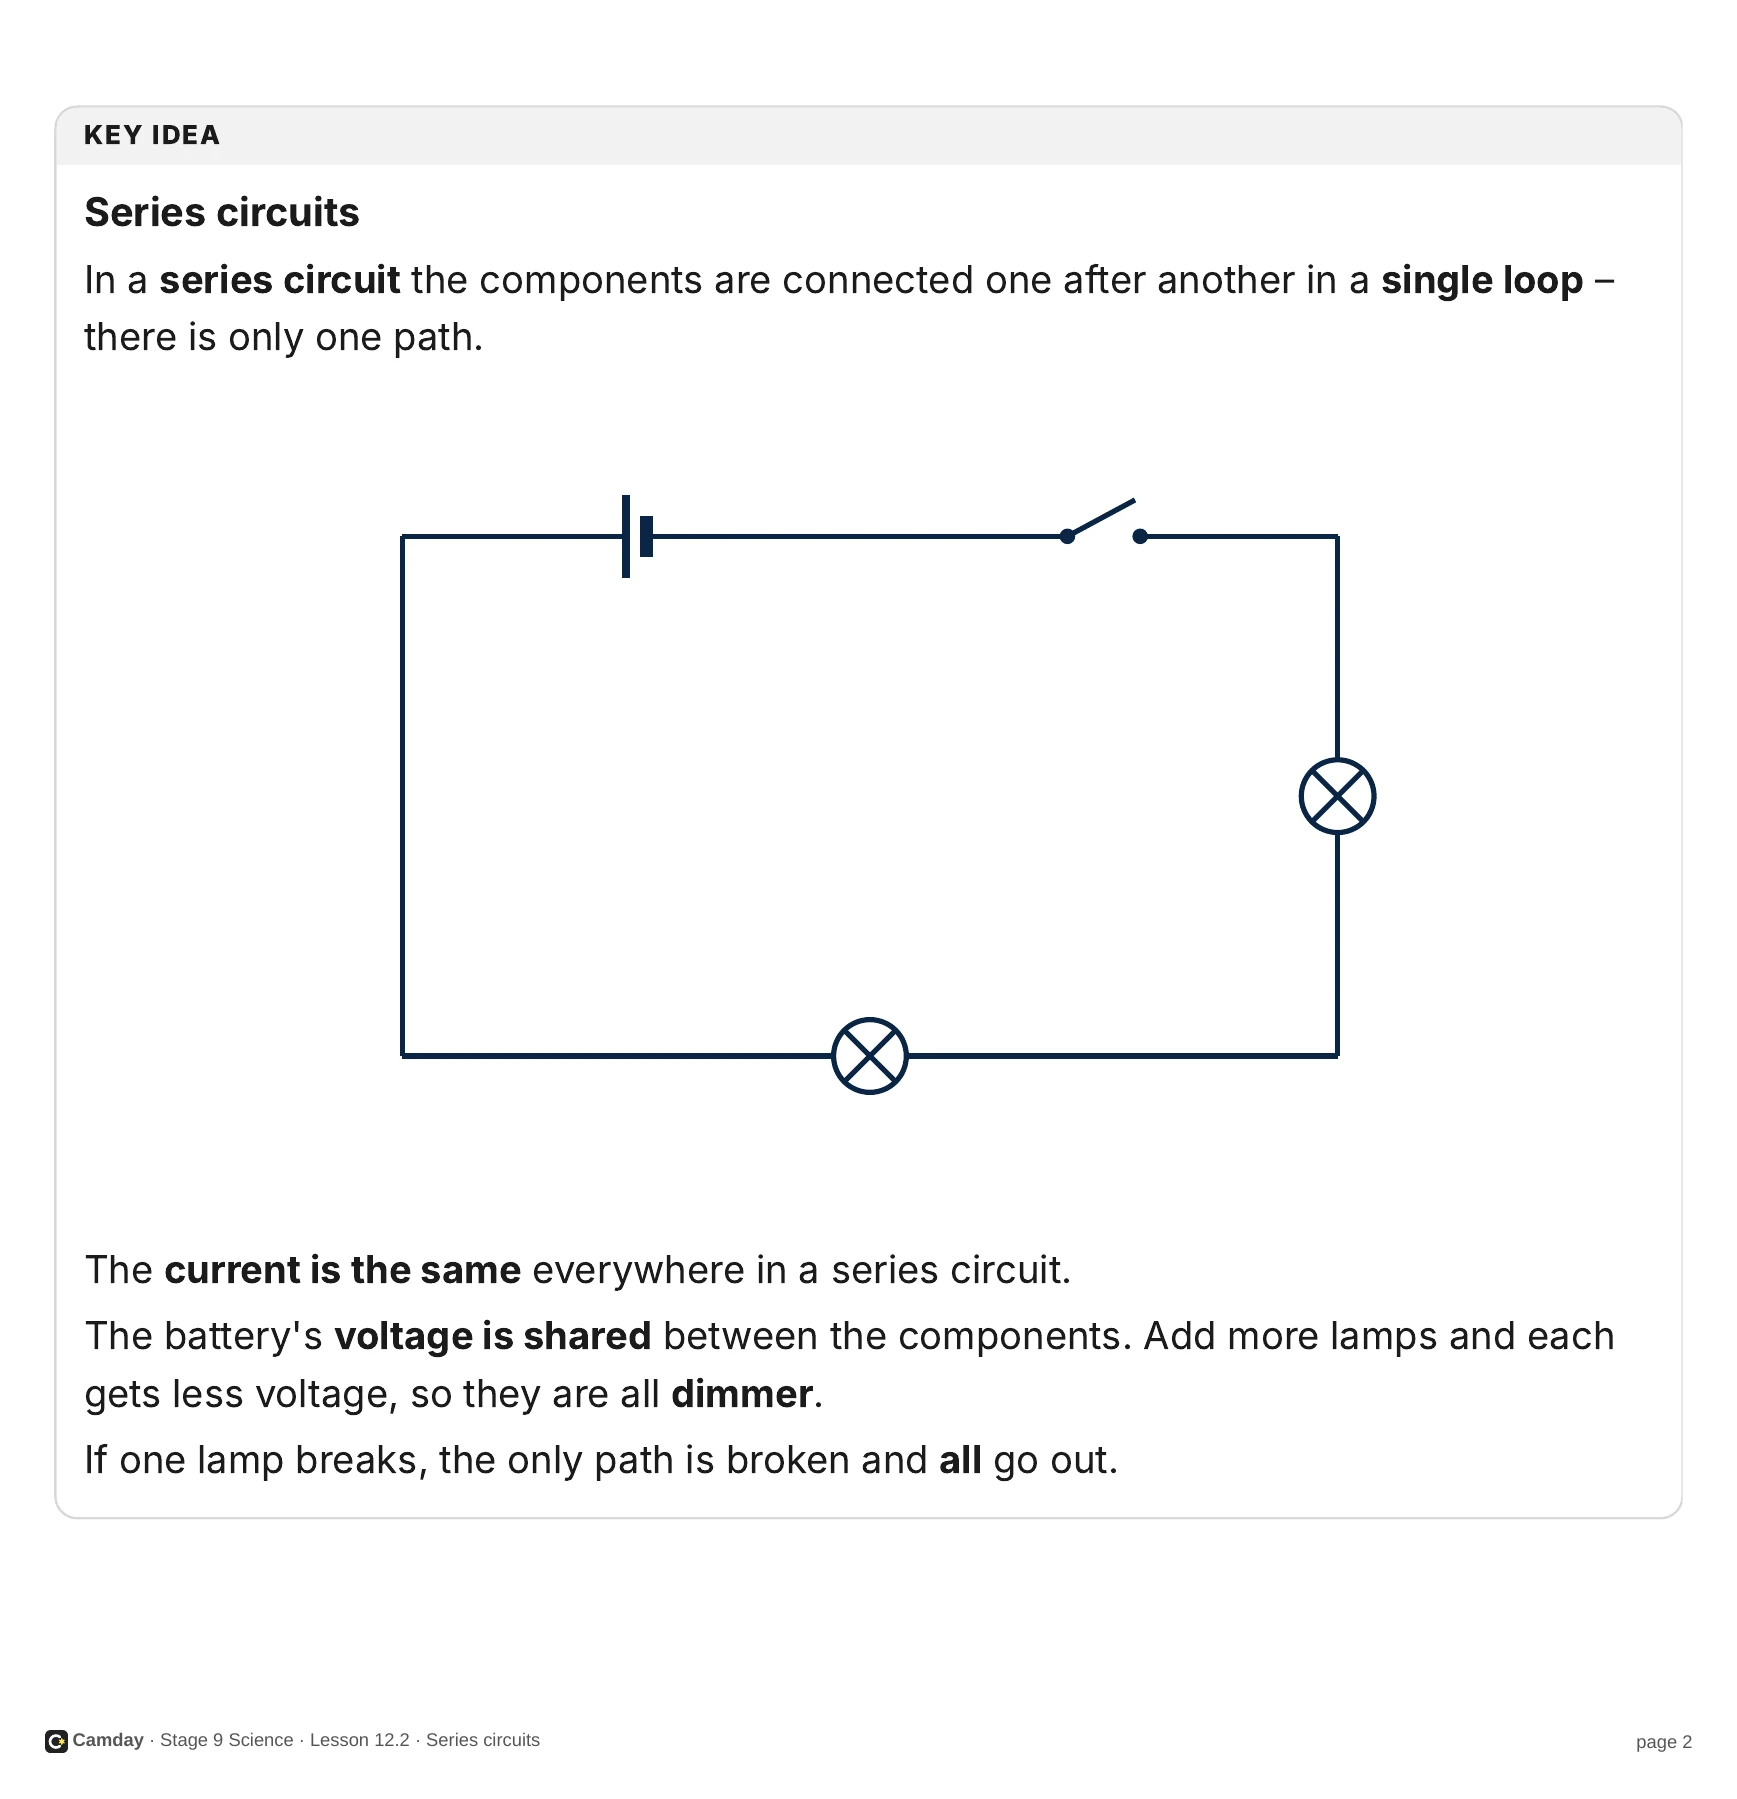 KEY IDEA
Series circuits
In a series circuit the components are connected one after another in a single loop –
there is only one path.
The current is the same everywhere in a series circuit.
The battery's voltage is shared between the components. Add more lamps and each
gets less voltage, so they are all dimmer.
If one lamp breaks, the only path is broken and all go out.
Camday · Stage 9 Science · Lesson 12.2 · Series circuits
page 2